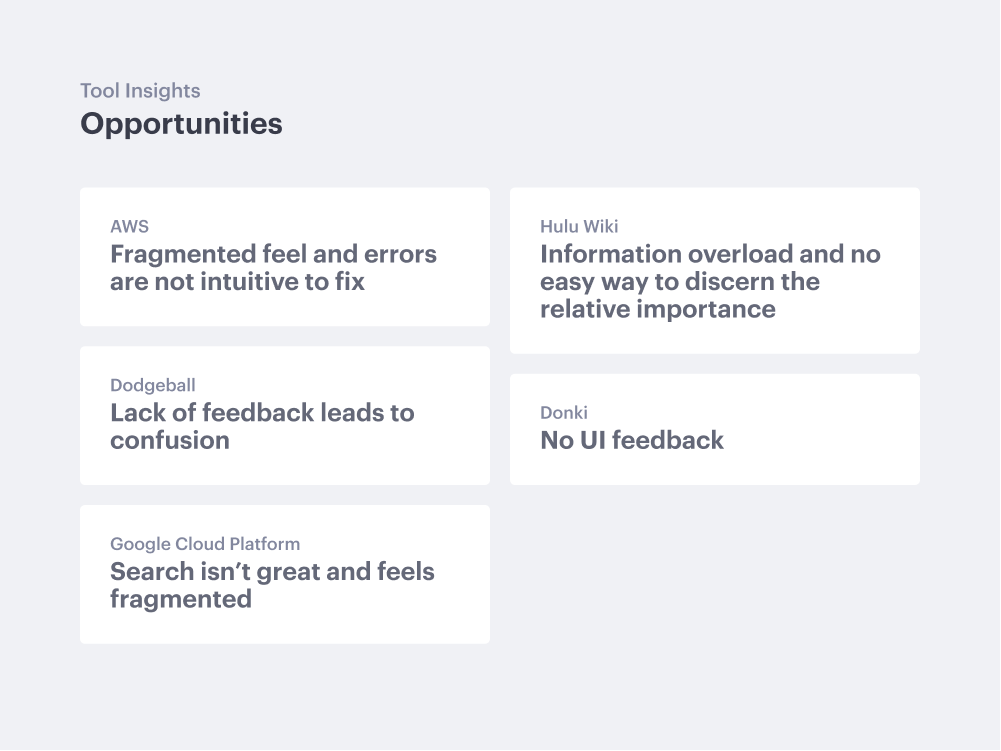 Tool Insights
Opportunities
AWS
Fragmented feel and errors
are not intuitive to fix
Dodgeball
Lack of feedback leads to
confusion
Google Cloud Platform
Search isn’t great and feels
fragmented
Hulu Wiki
Information overload and no
easy way to discern the
relative importance
Donki
No UI feedback